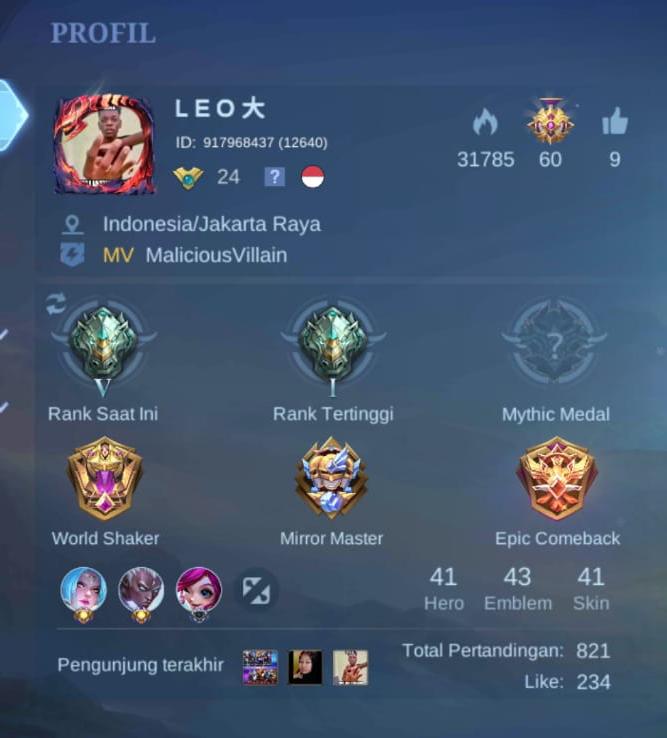 PROFIL
LEO大
ID: 917968437 (12640)
24 ?
31785 60 9
Indonesia/Jakarta Raya
MV MaliciousVillain
V I ?
Rank Saat Ini Rank Tertinggi Mythic Medal
World Shaker Mirror Master Epic Comeback
41 43 41
Hero Emblem Skin
Pengunjung terakhir
Total Pertandingan: 821
Like: 234